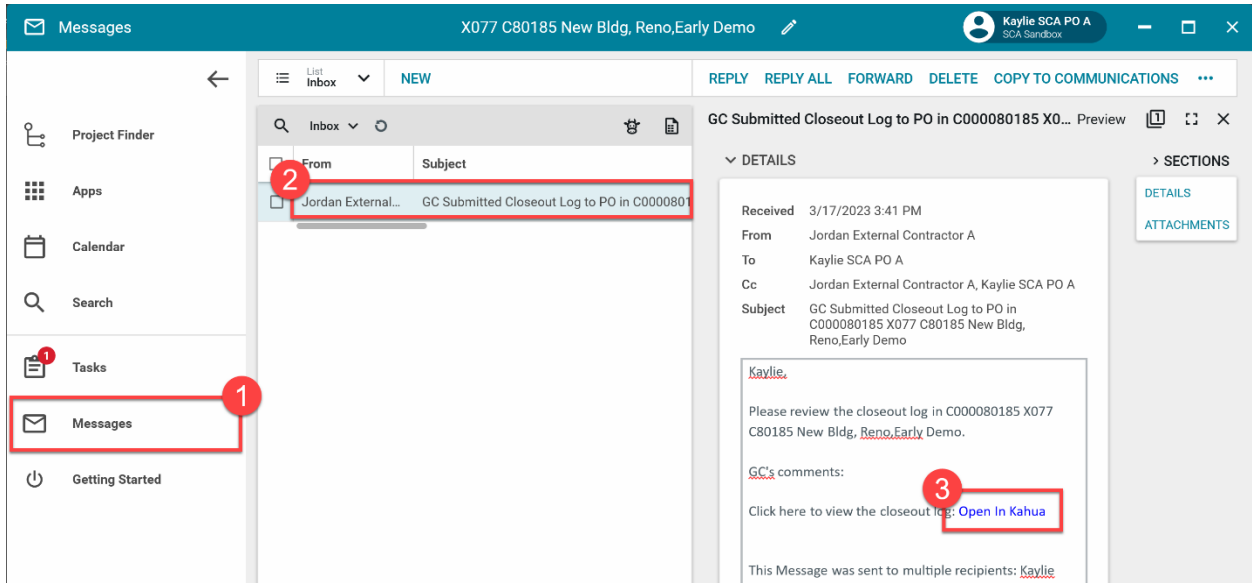 Messages
X077 C80185 New Bldg, Reno,Early Demo
Kaylie SCA PO A
SCA Sandbox
List
Inbox
NEW
REPLY REPLY ALL FORWARD DELETE COPY TO COMMUNICATIONS ...
Project Finder
Apps
Calendar
Search
1
Tasks
1
Messages
Getting Started
Inbox
From Subject
2
Jordan External... GC Submitted Closeout Log to PO in C0000801
GC Submitted Closeout Log to PO in C000080185 X0... Preview 1
DETAILS
Received 3/17/2023 3:41 PM
From Jordan External Contractor A
To Kaylie SCA PO A
Cc Jordan External Contractor A, Kaylie SCA PO A
Subject GC Submitted Closeout Log to PO in
C000080185 X077 C80185 New Bldg,
Reno,Early Demo
Kaylie,
Please review the closeout log in C000080185 X077
C80185 New Bldg, Reno,Early Demo.
GC's comments:
3
Click here to view the closeout log: Open In Kahua
This Message was sent to multiple recipients: Kaylie
> SECTIONS
DETAILS
ATTACHMENTS